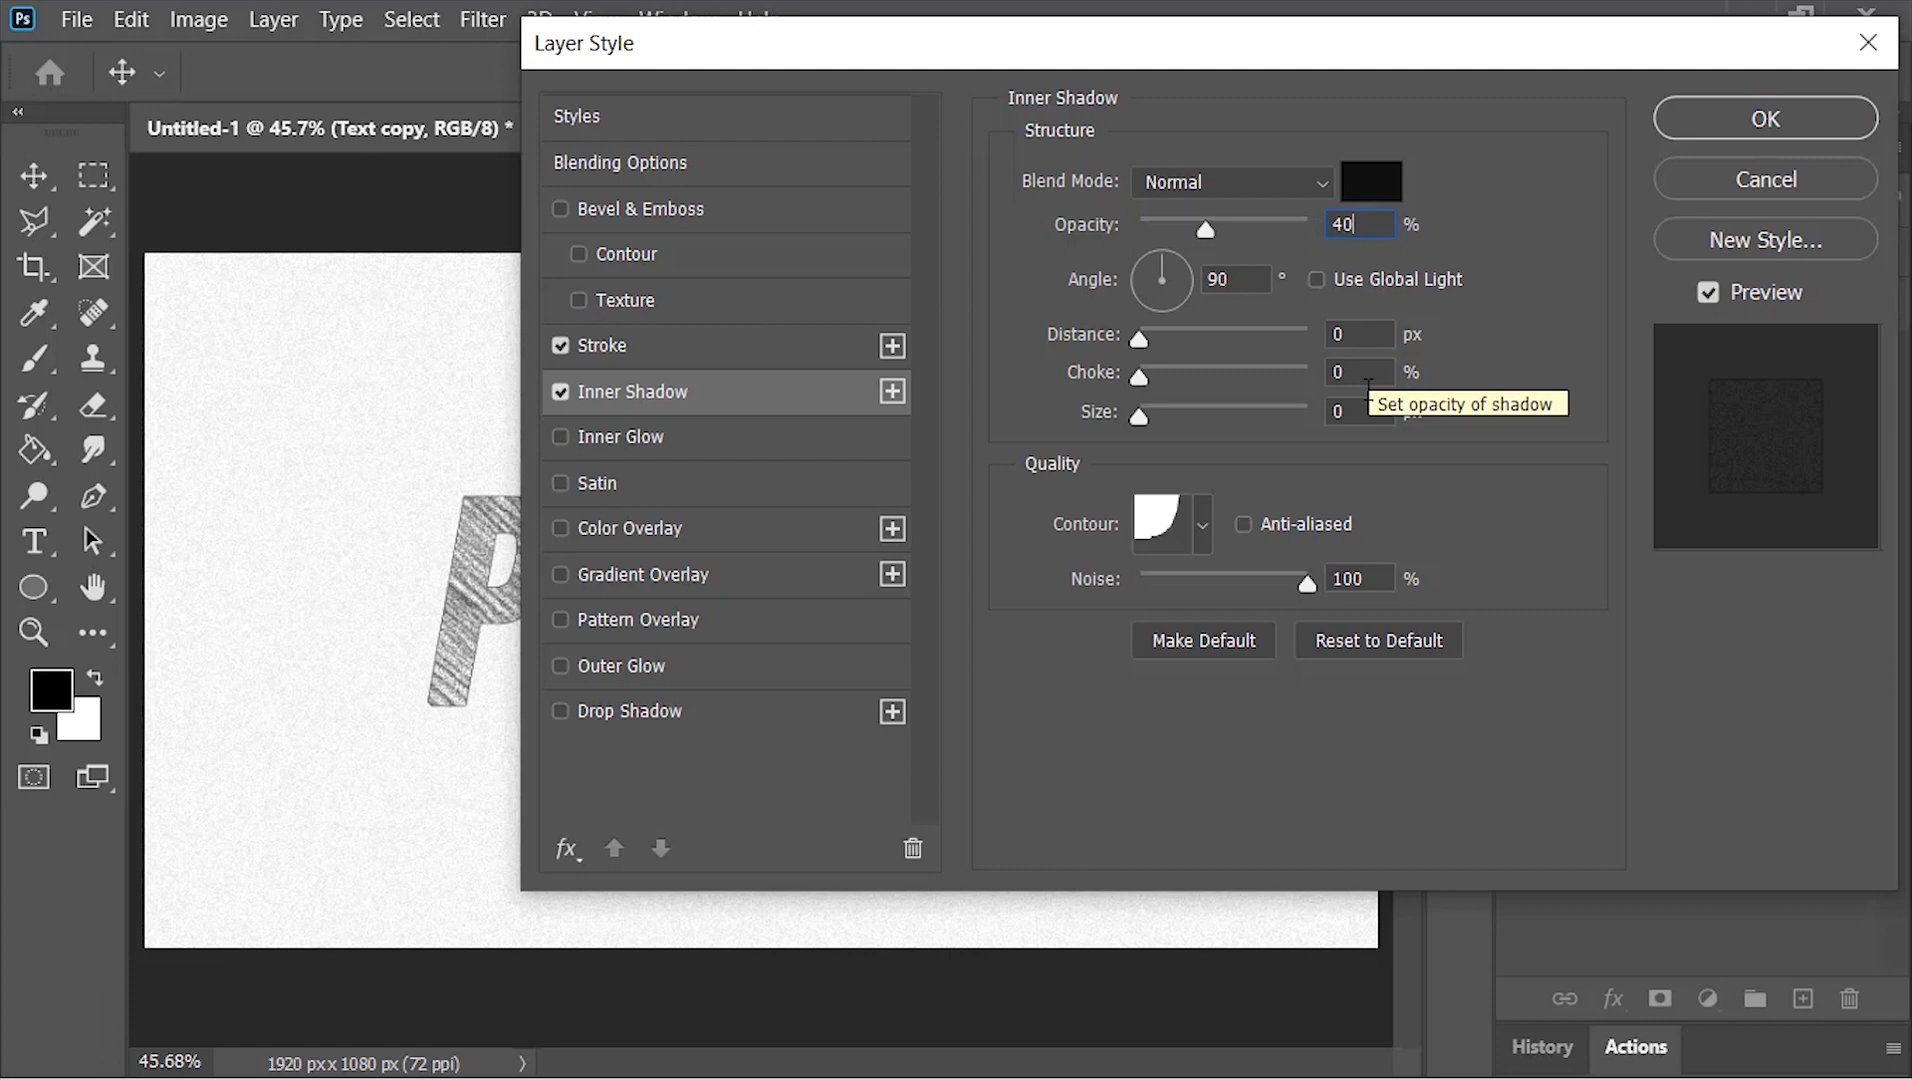 Ps File Edit Image Layer Type Select Filter
Layer Style
Untitled-1 @ 45.7% (Text copy, RGB/8) *
Styles
Blending Options
Bevel & Emboss
Contour
Texture
Stroke
Inner Shadow
Inner Glow
Satin
Color Overlay
Gradient Overlay
Pattern Overlay
Outer Glow
Drop Shadow
fx
Inner Shadow
Structure
Blend Mode: Normal
Opacity: 40 %
Angle: 90 ° Use Global Light
Distance: 0 px
Choke: 0 %
Set opacity of shadow
Size: 0
Quality
Contour: Anti-aliased
Noise: 100 %
Make Default Reset to Default
OK
Cancel
New Style...
Preview
P
fx
History Actions
45.68% 1920 px x 1080 px (72 ppi)